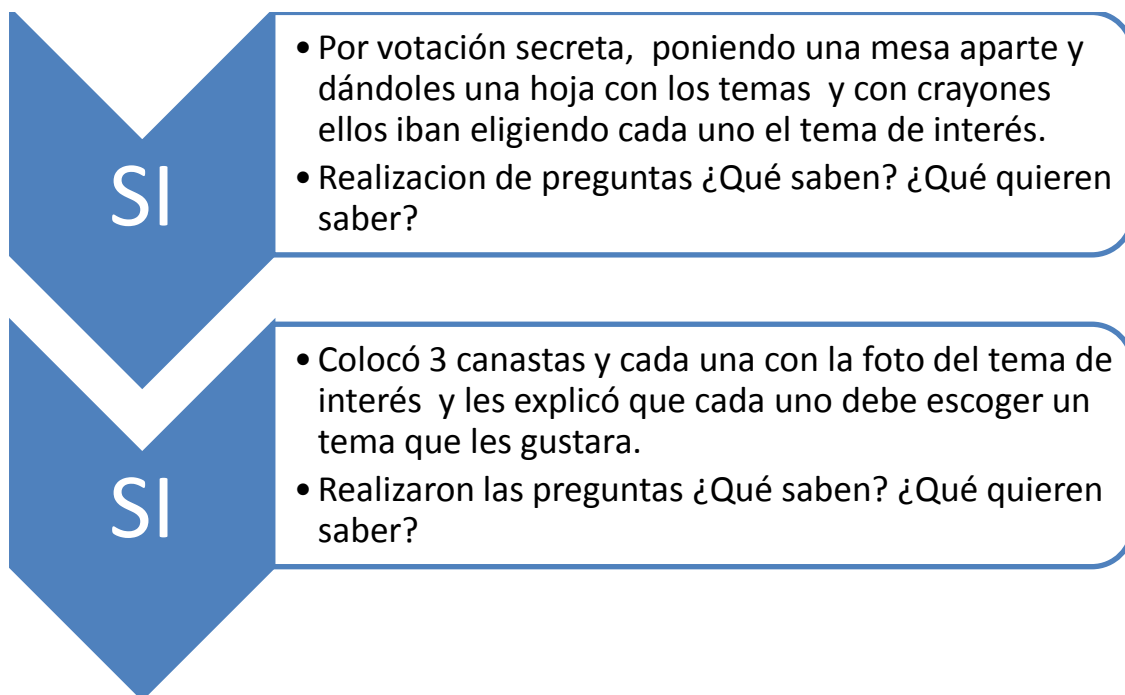 SI
• Por votación secreta,  poniendo una mesa aparte y
dándoles una hoja con los temas  y con crayones
ellos iban eligiendo cada uno el tema de interés.
• Realizacion de preguntas ¿Qué saben? ¿Qué quieren
saber?
SI
• Colocó 3 canastas y cada una con la foto del tema de
interés  y les explicó que cada uno debe escoger un
tema que les gustara.
• Realizaron las preguntas ¿Qué saben? ¿Qué quieren
saber?